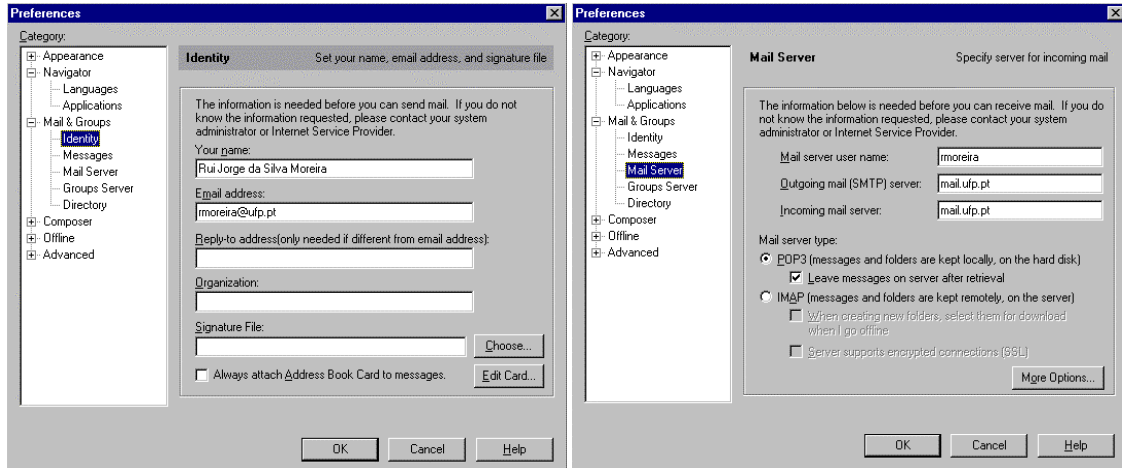 Preferences
Category:
Appearance
Navigator
Languages
Applications
Mail & Groups
Identity
Messages
Mail Server
Groups Server
Directory
Composer
Offline
Advanced
Identity Set your name, email address, and signature file
The information is needed before you can send mail. If you do not
know the information requested, please contact your system
administrator or Internet Service Provider.
Your name:
Rui Jorge da Silva Moreira
Email address:
rmoreira@ufp.pt
Reply-to address(only needed if different from email address):
Organization:
Signature File:
Choose...
Always attach Address Book Card to messages. Edit Card...
OK Cancel Help
Preferences
Category:
Appearance
Navigator
Languages
Applications
Mail & Groups
Identity
Messages
Mail Server
Groups Server
Directory
Composer
Offline
Advanced
Mail Server Specify server for incoming mail
The information below is needed before you can receive mail. If you do
not know the information requested, please contact your system
administrator or Internet Service Provider.
Mail server user name: rmoreira
Outgoing mail (SMTP) server: mail.ufp.pt
Incoming mail server: mail.ufp.pt
Mail server type:
POP3 (messages and folders are kept locally, on the hard disk)
Leave messages on server after retrieval
IMAP (messages and folders are kept remotely, on the server)
When creating new folders, select them for download
when I go offline
Server supports encrypted connections (SSL)
More Options...
OK Cancel Help